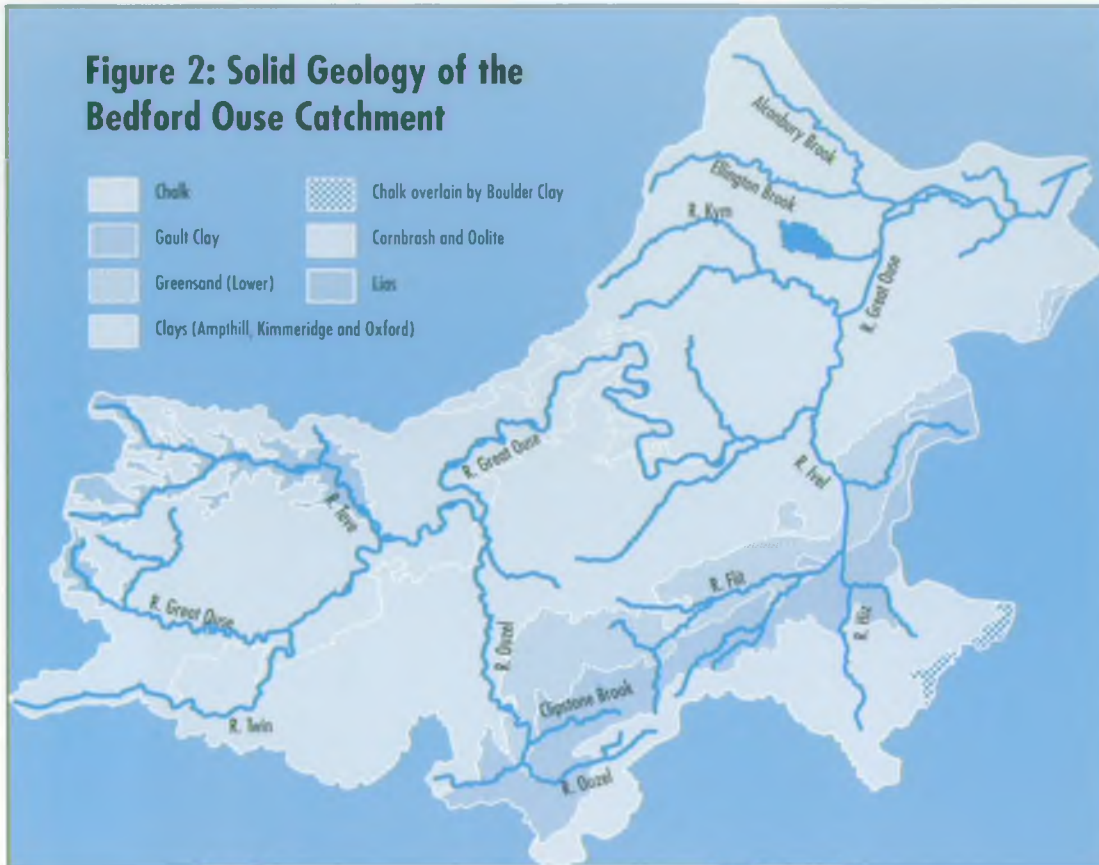 Figure 2: Solid Geology of the
Bedford Ouse Catchment
Chalk
Gault Clay
Greensand (Lower)
Clays (Ampthill, Kimmeridge and Oxford)
Chalk overlain by Boulder Clay
Cornbrash and Oolite
Lias
Alconbury Brook
Ellington Brook
R. Kym
R. Great Ouse
R. Great Ouse
R. Ivel
R. Tove
R. Flit
R. Great Ouse
R. Hiz
R. Ouzel
Clipstone Brook
R. Twin
R. Ouzel